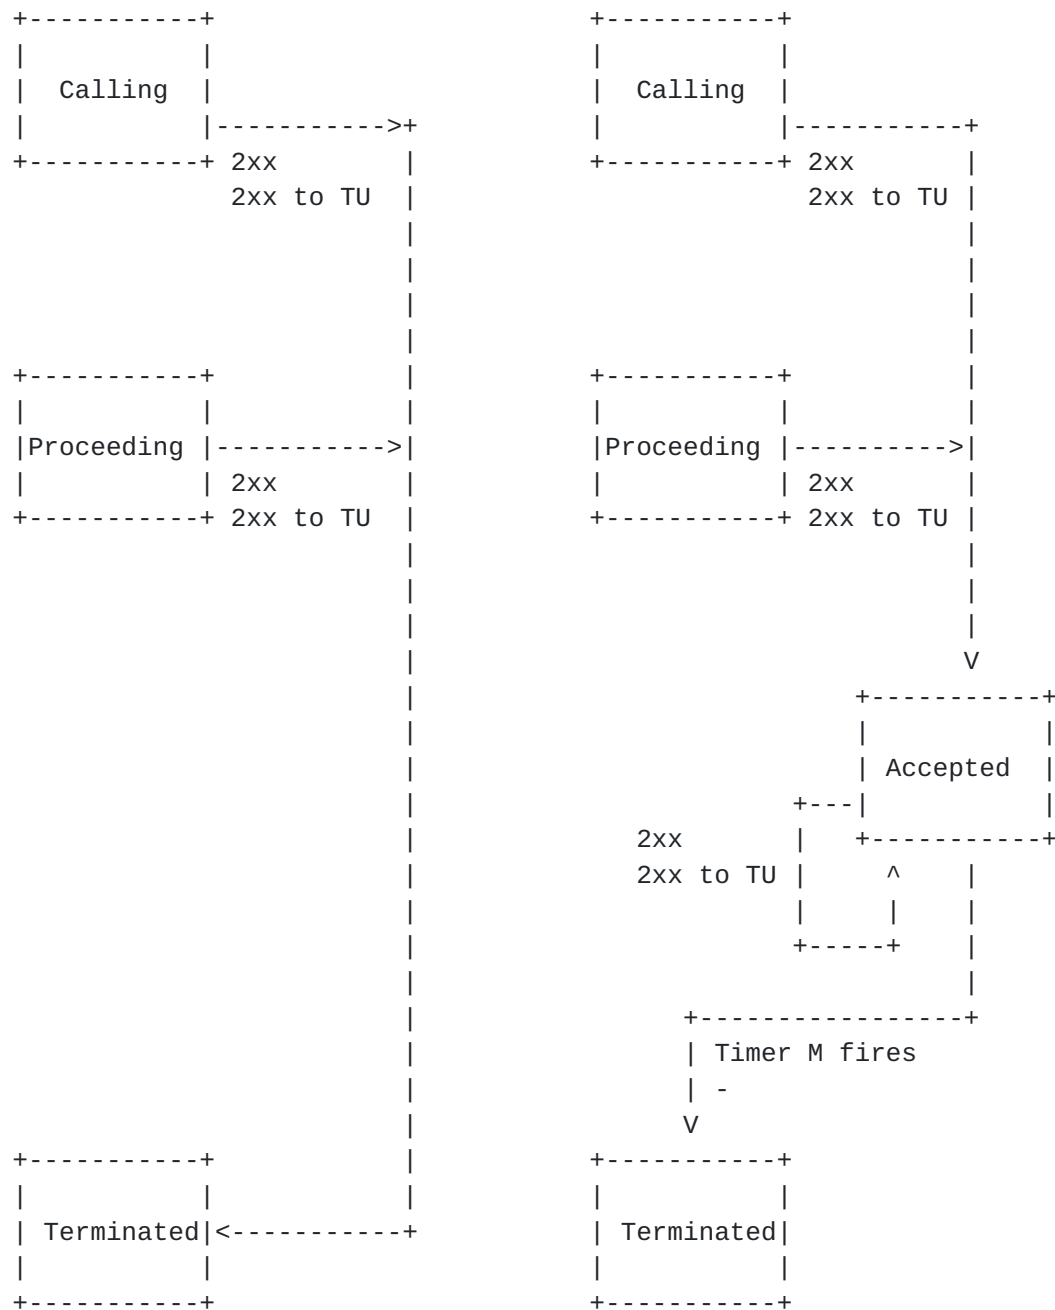 Calling Calling
2xx 2xx
2xx to TU 2xx to TU
Proceeding Proceeding
2xx 2xx
2xx to TU 2xx to TU
V
Accepted
2xx
2xx to TU
Timer M fires
-
V
Terminated Terminated